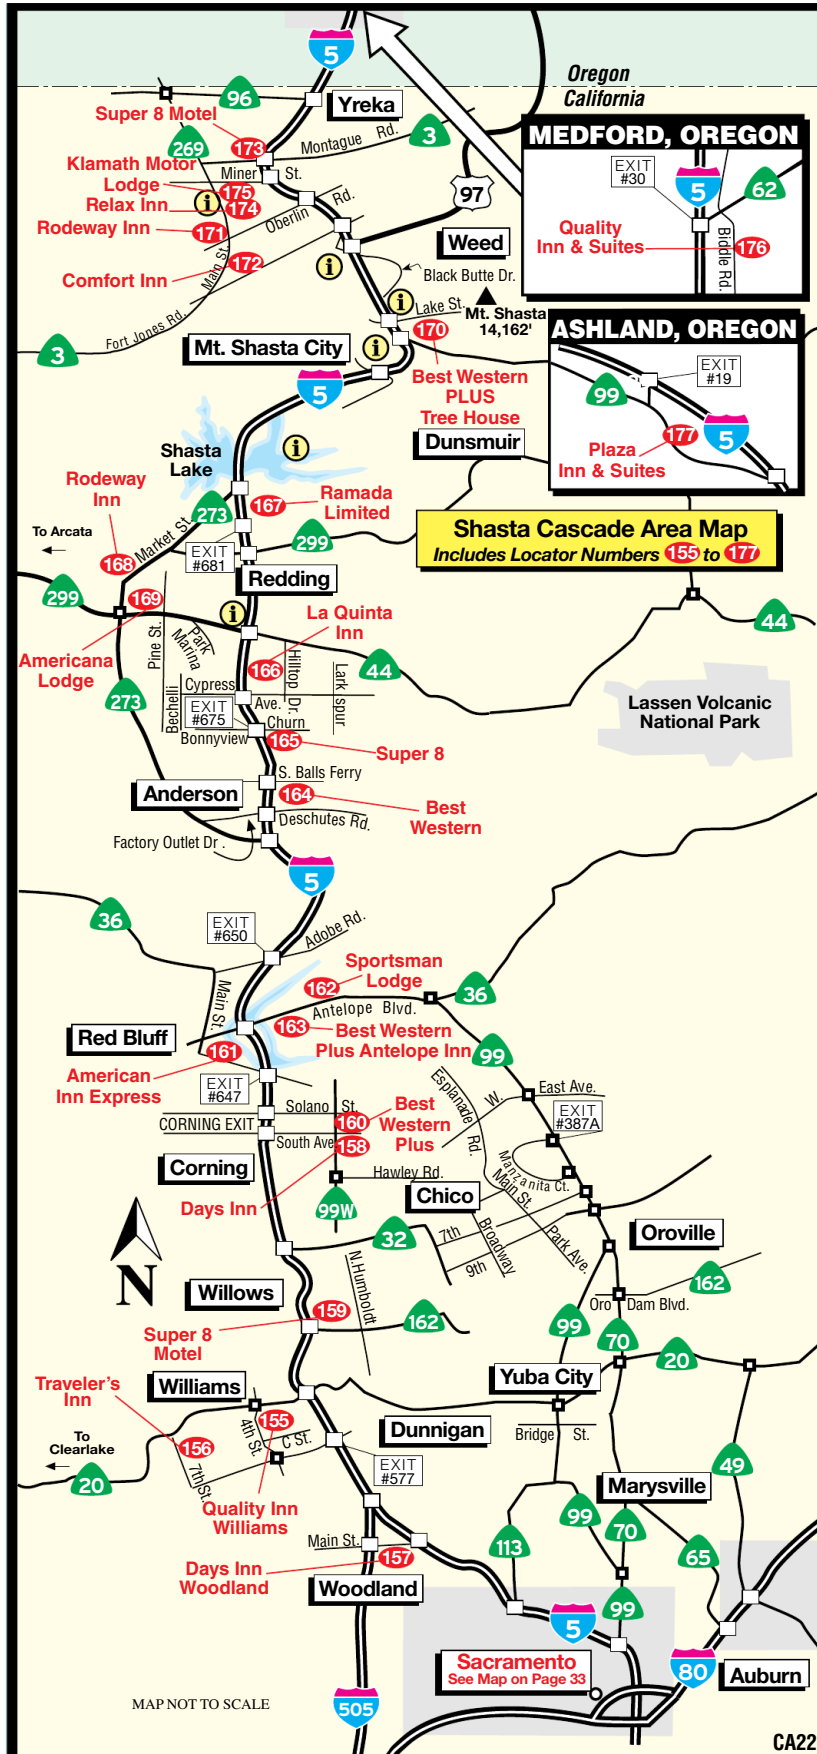 5
Oregon
California
96
Yreka
Super 8 Motel
269
173
Montague Rd.
3
Klamath Motor
Lodge
Miner St.
175
Relax Inn
174
i
97
Rodeway Inn
171
Oberlin Rd.
Main St.
Weed
172
Comfort Inn
i
Black Butte Dr.
i
Lake St.
Mt. Shasta
14,162'
Fort Jones Rd.
3
170
Mt. Shasta City
i
Best Western
PLUS
Tree House
5
Dunsmuir
MEDFORD, OREGON
EXIT
#30
5
62
Quality
Inn & Suites
176
Biddle Rd.
ASHLAND, OREGON
EXIT
#19
99
5
177
Plaza
Inn & Suites
Shasta
Lake
i
Rodeway
Inn
167
Ramada
Limited
273
Market St.
To Arcata
168
EXIT
#681
299
Shasta Cascade Area Map
Includes Locator Numbers 155 to 177
Redding
299
169
i
La Quinta
Inn
44
Pine St.
Park
Marina
Americana
Lodge
166
Hilltop Dr.
44
Lark spur
273
Bechelli
Cypress
Ave.
EXIT
#675
Churn
Bonnyview
165
Super 8
Lassen Volcanic
National Park
S. Balls Ferry
Anderson
164
Best
Western
Deschutes Rd.
Factory Outlet Dr .
5
36
EXIT
#650
Adobe Rd.
Sportsman
Lodge
162
36
Main St.
Antelope Blvd.
Red Bluff
163
Best Western
Plus Antelope Inn
99
161
American
Inn Express
EXIT
#647
Esplanade Rd.
W.
East Ave.
Solano St.
Best
Western
Plus
EXIT
#387A
CORNING EXIT
160
South Ave
158
Corning
Manzanita Ct.
Hawley Rd.
Main St.
Chico
Days Inn
99W
32
7th
9th
Broadway
Park Ave.
Oroville
N
162
Willows
N.Humboldt
Oro Dam Blvd.
159
162
Super 8
Motel
99
70
20
Traveler's
Inn
Williams
Yuba City
155
4th St.
C St.
Dunnigan
Bridge St.
To
Clearlake
156
20
7th St.
EXIT
#577
Quality Inn
Williams
Marysville
49
99
70
113
65
Main St.
157
Days Inn
Woodland
Woodland
5
99
Sacramento
See Map on Page 33
80
Auburn
MAP NOT TO SCALE
505
CA22